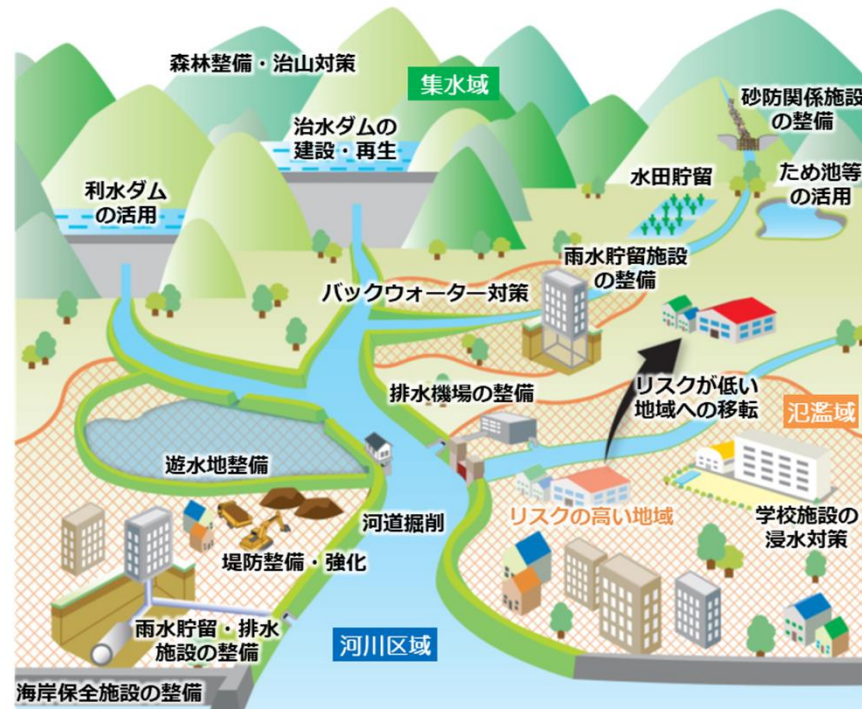 森林整備・治山対策
集水域
砂防関係施設
の整備
治水ダムの
建設・再生
水田貯留
ため池等
の活用
利水ダム
の活用
雨水貯留施設
の整備
バックウォーター対策
排水機場の整備
リスクが低い
地域への移転
氾濫域
遊水地整備
リスクの高い地域
学校施設の
浸水対策
河道掘削
堤防整備・強化
雨水貯留・排水
施設の整備
河川区域
海岸保全施設の整備